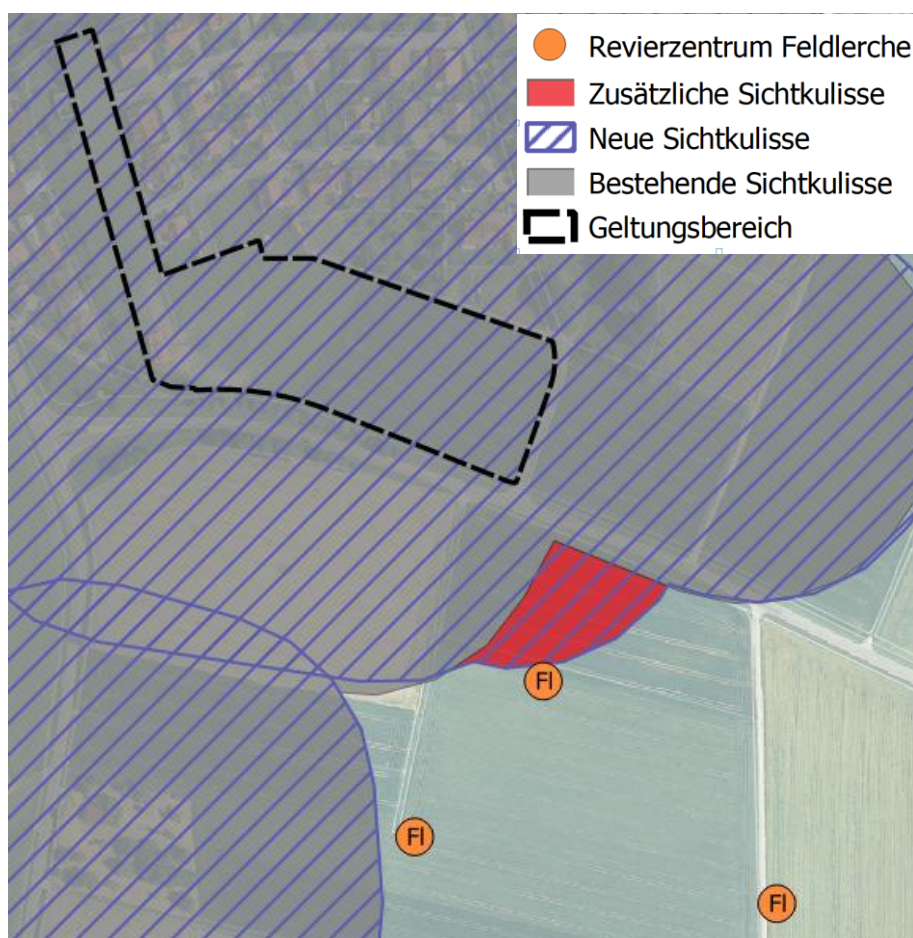 Revierzentrum Feldlerche
Zusätzliche Sichtkulisse
Neue Sichtkulisse
Bestehende Sichtkulisse
Geltungsbereich
Fl
Fl
Fl